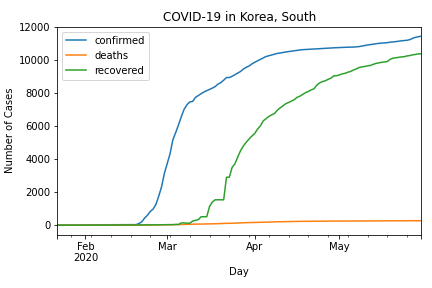 COVID-19 in Korea, South
12000
10000
8000
6000
4000
2000
0
Number of Cases
confirmed
deaths
recovered
Feb
2020
Mar
Apr
May
Day